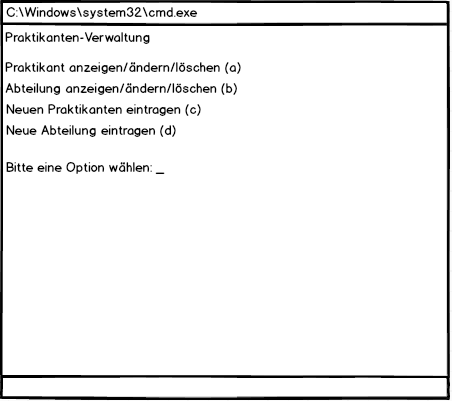 C:\Windows\system32\cmd.exe
Praktikanten-Verwaltung
Praktikant anzeigen/ändern/löschen (a)
Abteilung anzeigen/ändern/löschen (b)
Neuen Praktikanten eintragen (c)
Neue Abteilung eintragen (d)
Bitte eine Option wählen: _